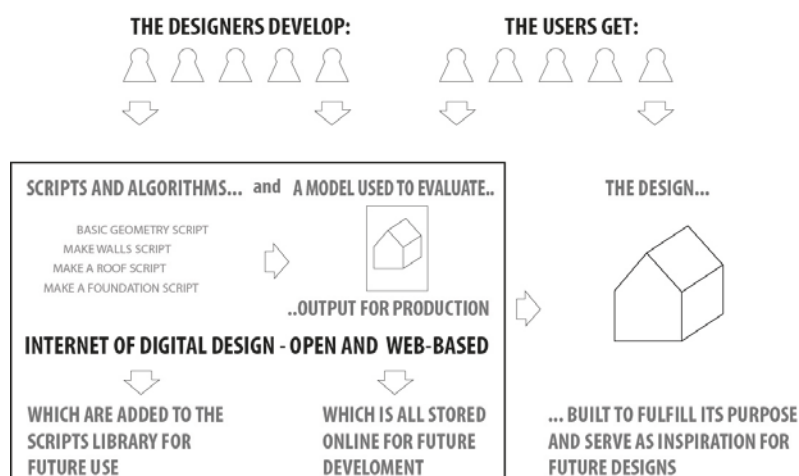 THE DESIGNERS DEVELOP:
THE USERS GET:
SCRIPTS AND ALGORITHMS... and A MODEL USED TO EVALUATE..
BASIC GEOMETRY SCRIPT
MAKE WALLS SCRIPT
MAKE A ROOF SCRIPT
MAKE A FOUNDATION SCRIPT
..OUTPUT FOR PRODUCTION
INTERNET OF DIGITAL DESIGN - OPEN AND WEB-BASED
WHICH ARE ADDED TO THE
SCRIPTS LIBRARY FOR
FUTURE USE
WHICH IS ALL STORED
ONLINE FOR FUTURE
DEVELOMENT
THE DESIGN...
... BUILT TO FULFILL ITS PURPOSE
AND SERVE AS INSPIRATION FOR
FUTURE DESIGNS